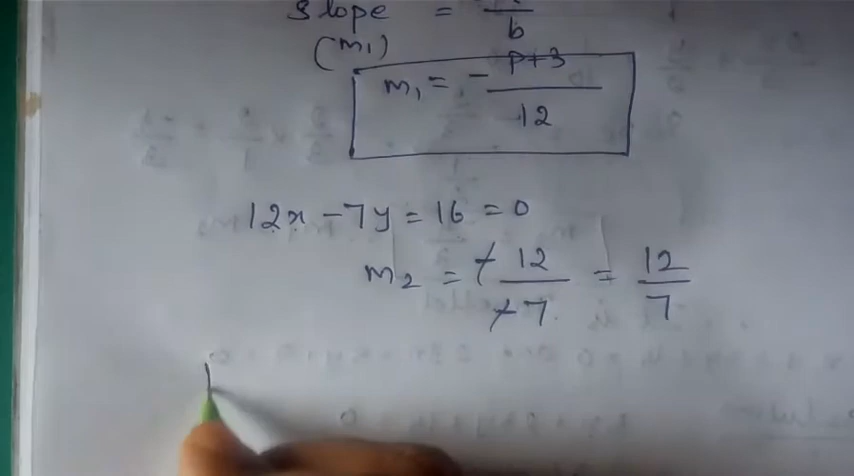 Slope = b
(m₁)
m₁ = - p+3 / 12
12x - 7y = 16 = 0
m₂ = - 12 / - 7 = 12 / 7